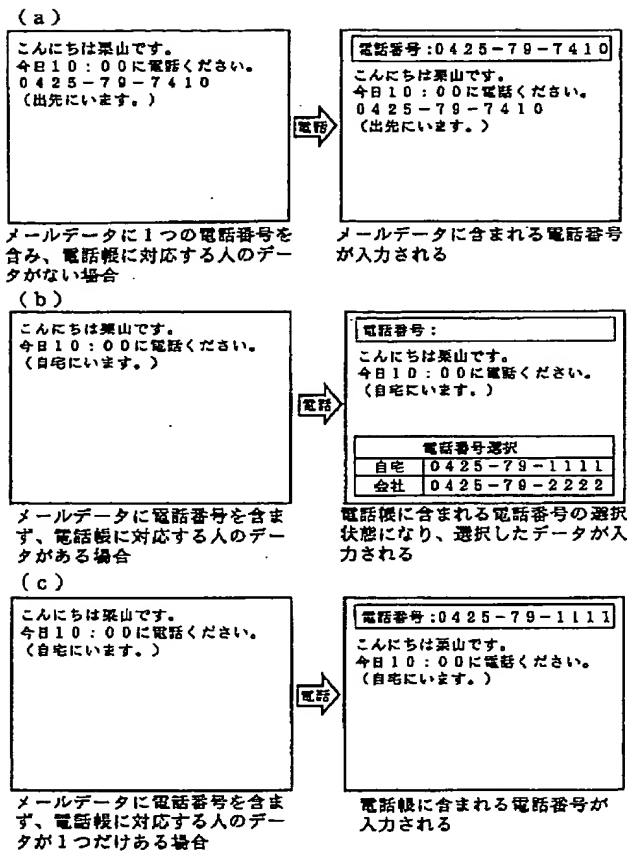 (a)
こんにちは栗山です。
今日10:00に電話ください。
0425-79-7410
(出先にいます。)
電話
電話番号:0425-79-7410
こんにちは栗山です。
今日10:00に電話ください。
0425-79-7410
(出先にいます。)
メールデータに1つの電話番号を
含み、電話帳に対応する人のデー
タがない場合
メールデータに含まれる電話番号
が入力される
(b)
こんにちは栗山です。
今日10:00に電話ください。
(自宅にいます。)
電話
電話番号:
こんにちは栗山です。
今日10:00に電話ください。
(自宅にいます。)
電話番号選択
自宅 0425-79-1111
会社 0425-79-2222
メールデータに電話番号を含ま
ず、電話帳に対応する人のデー
タがある場合
電話帳に含まれる電話番号の選択
状態になり、選択したデータが入
力される
(c)
こんにちは栗山です。
今日10:00に電話ください。
(自宅にいます。)
電話
電話番号:0425-79-1111
こんにちは栗山です。
今日10:00に電話ください。
(自宅にいます。)
メールデータに電話番号を含ま
ず、電話帳に対応する人のデー
タが1つだけある場合
電話帳に含まれる電話番号が
入力される